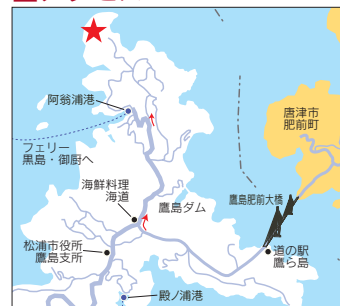 阿翁浦港
唐津市
肥前町
フェリー
黒島・御厨へ
鷹島肥前大橋
海鮮料理
海道
鷹島ダム
松浦市役所
鷹島支所
道の駅
鷹ら島
殿ノ浦港